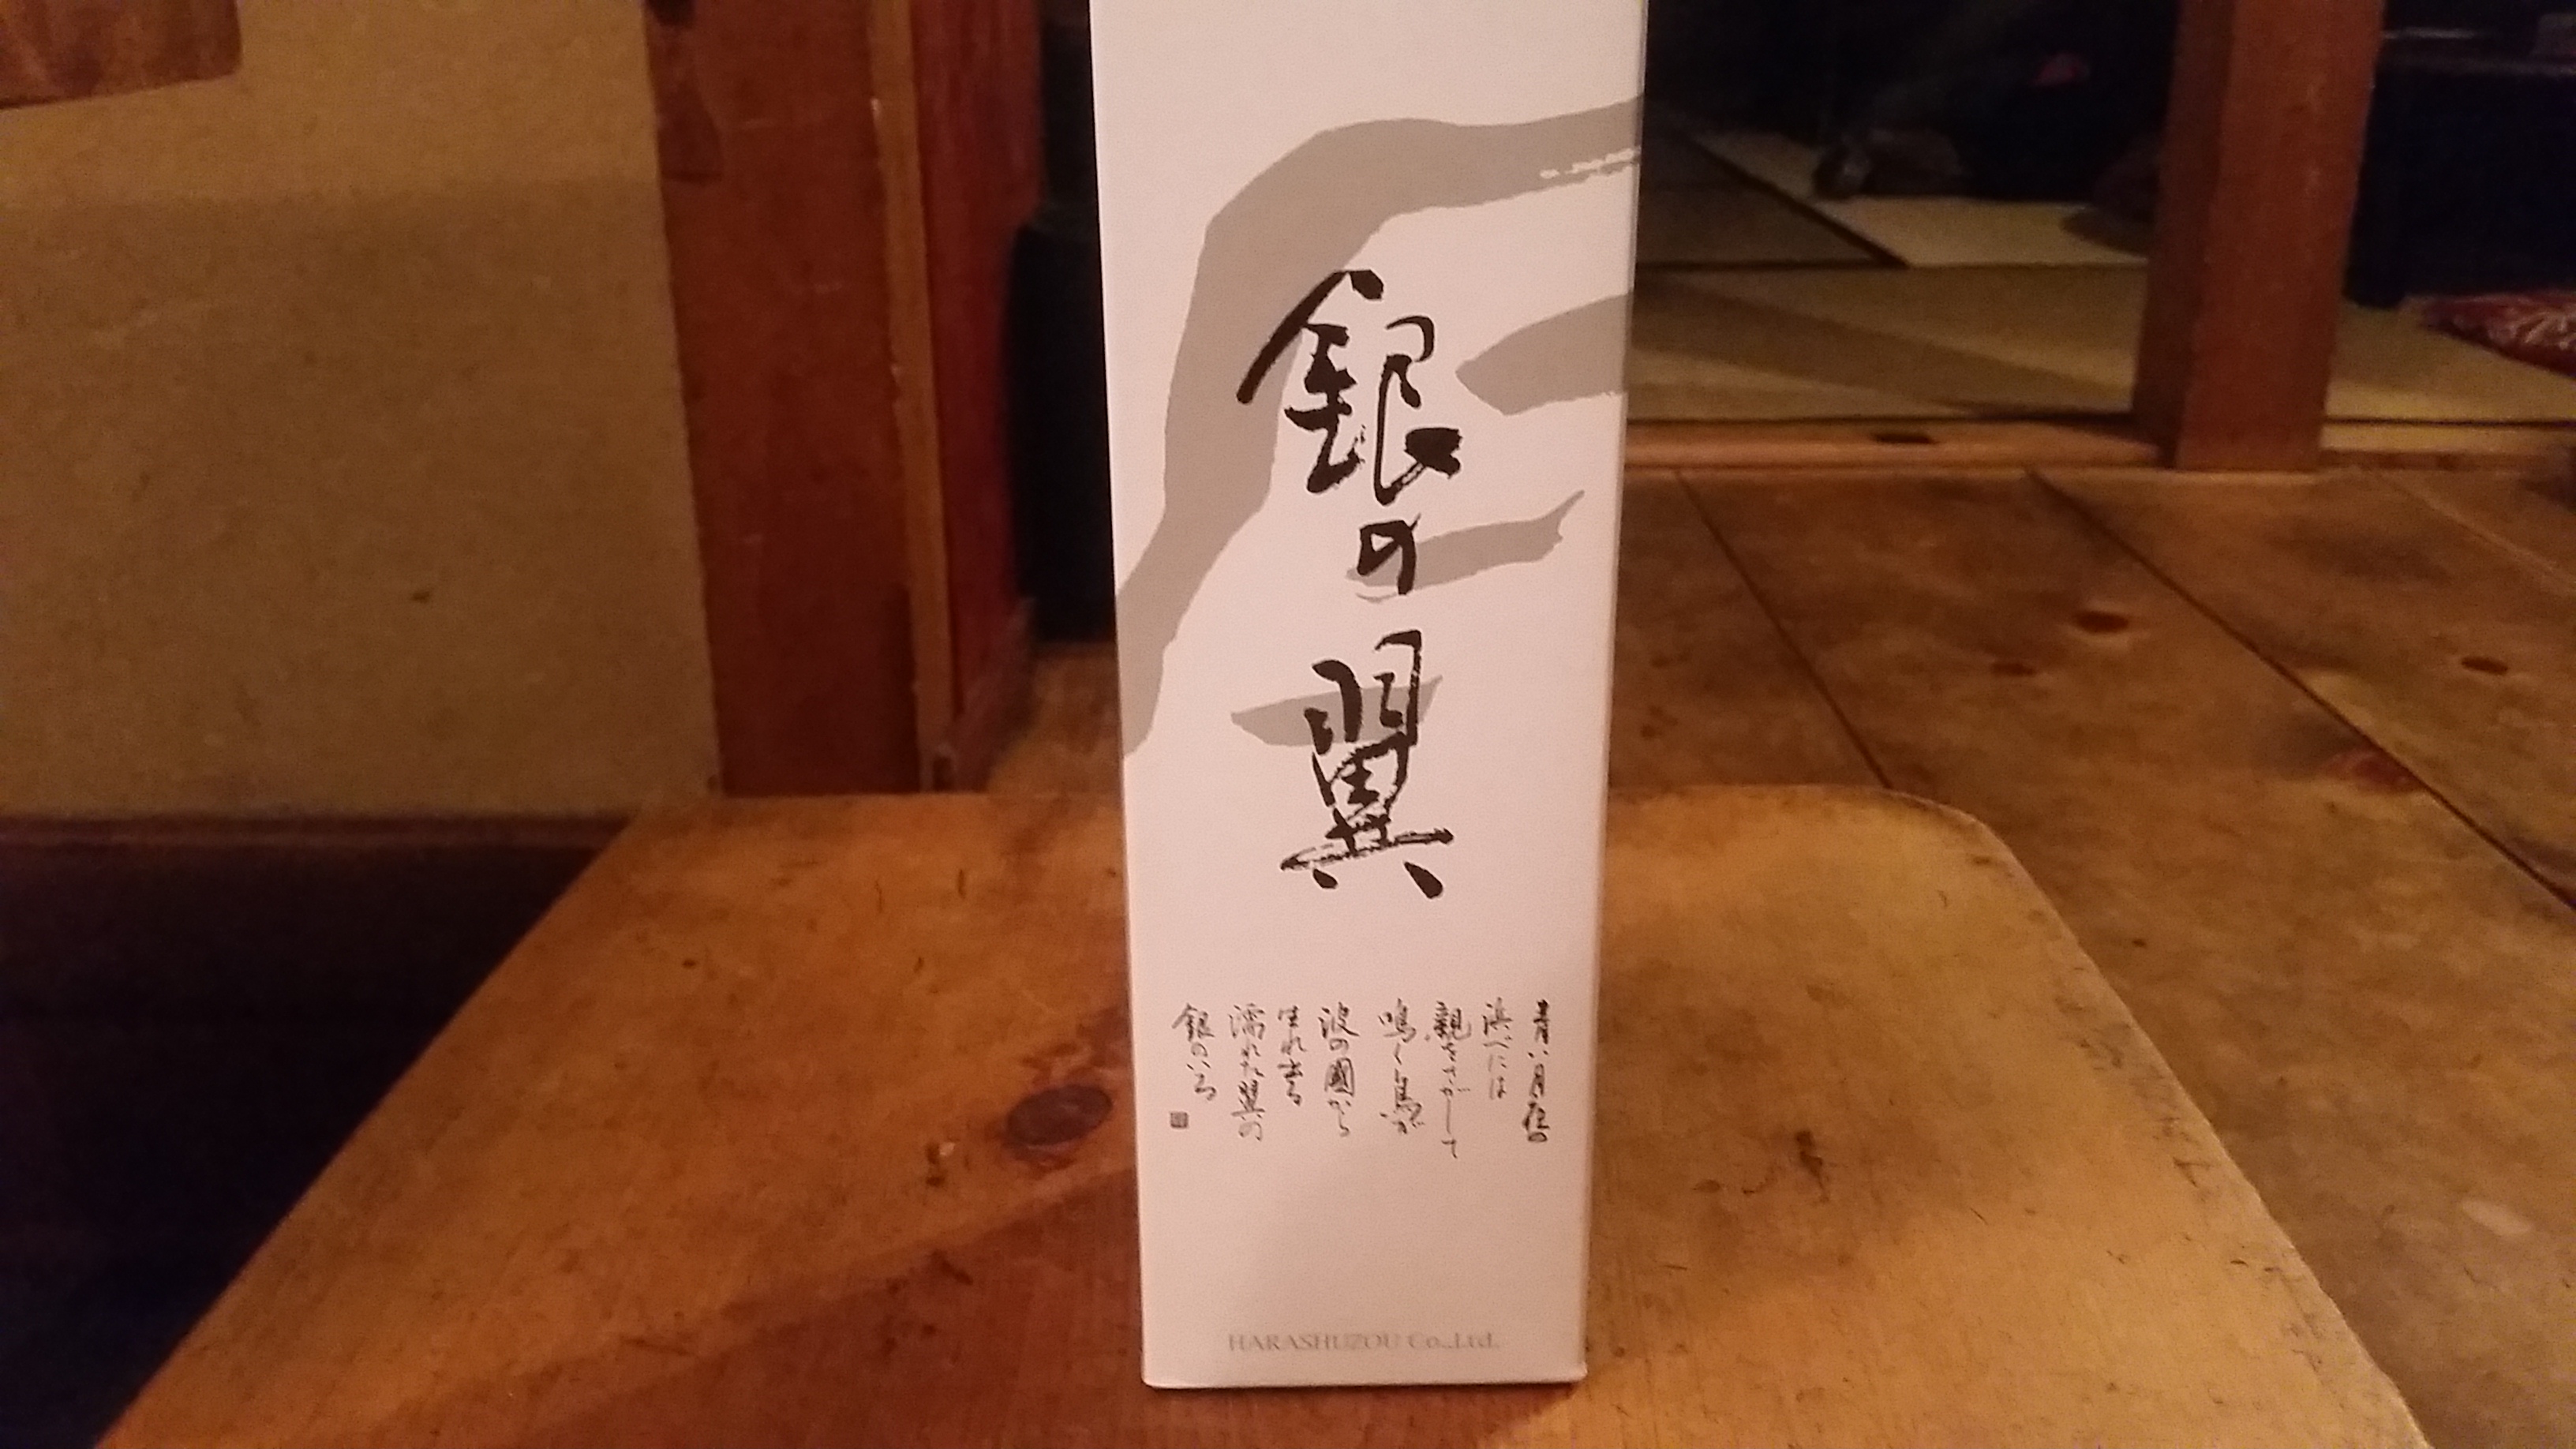 銀の翼
青い月夜の
浜べには
親をさがして
鳴く鳥が
波の國から
生れ出る
濡れた翼の
銀のいろ
HARASHUZOU Co.,Ltd.